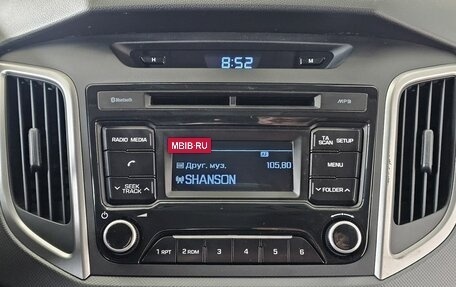 H 8:52 M
Bluetooth MP3
RADIO MEDIA
TA SCAN SETUP
MBIB·RU
AF
Друг. муз. 105,80
SHANSON
MENU
SEEK TRACK
FOLDER
1 RPT 2 RDM 3 4 5 6